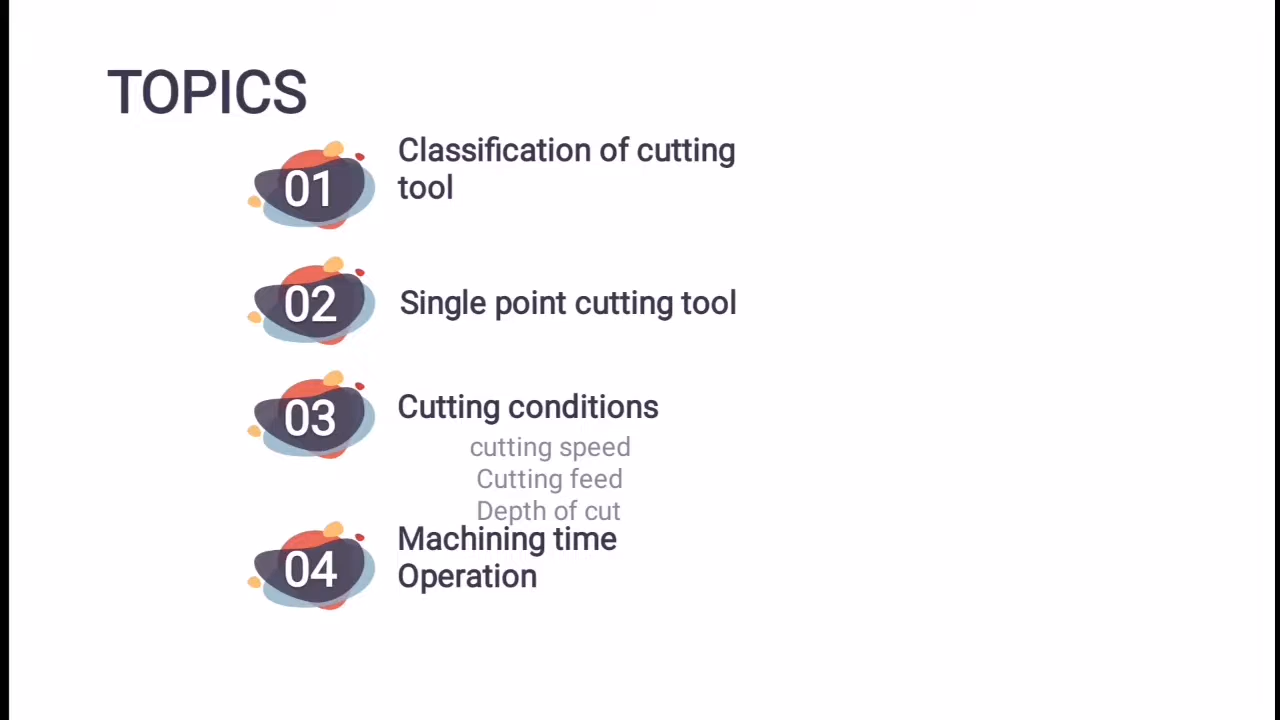 TOPICS
01
Classification of cutting
tool
02
Single point cutting tool
03
Cutting conditions
cutting speed
Cutting feed
Depth of cut
04
Machining time
Operation